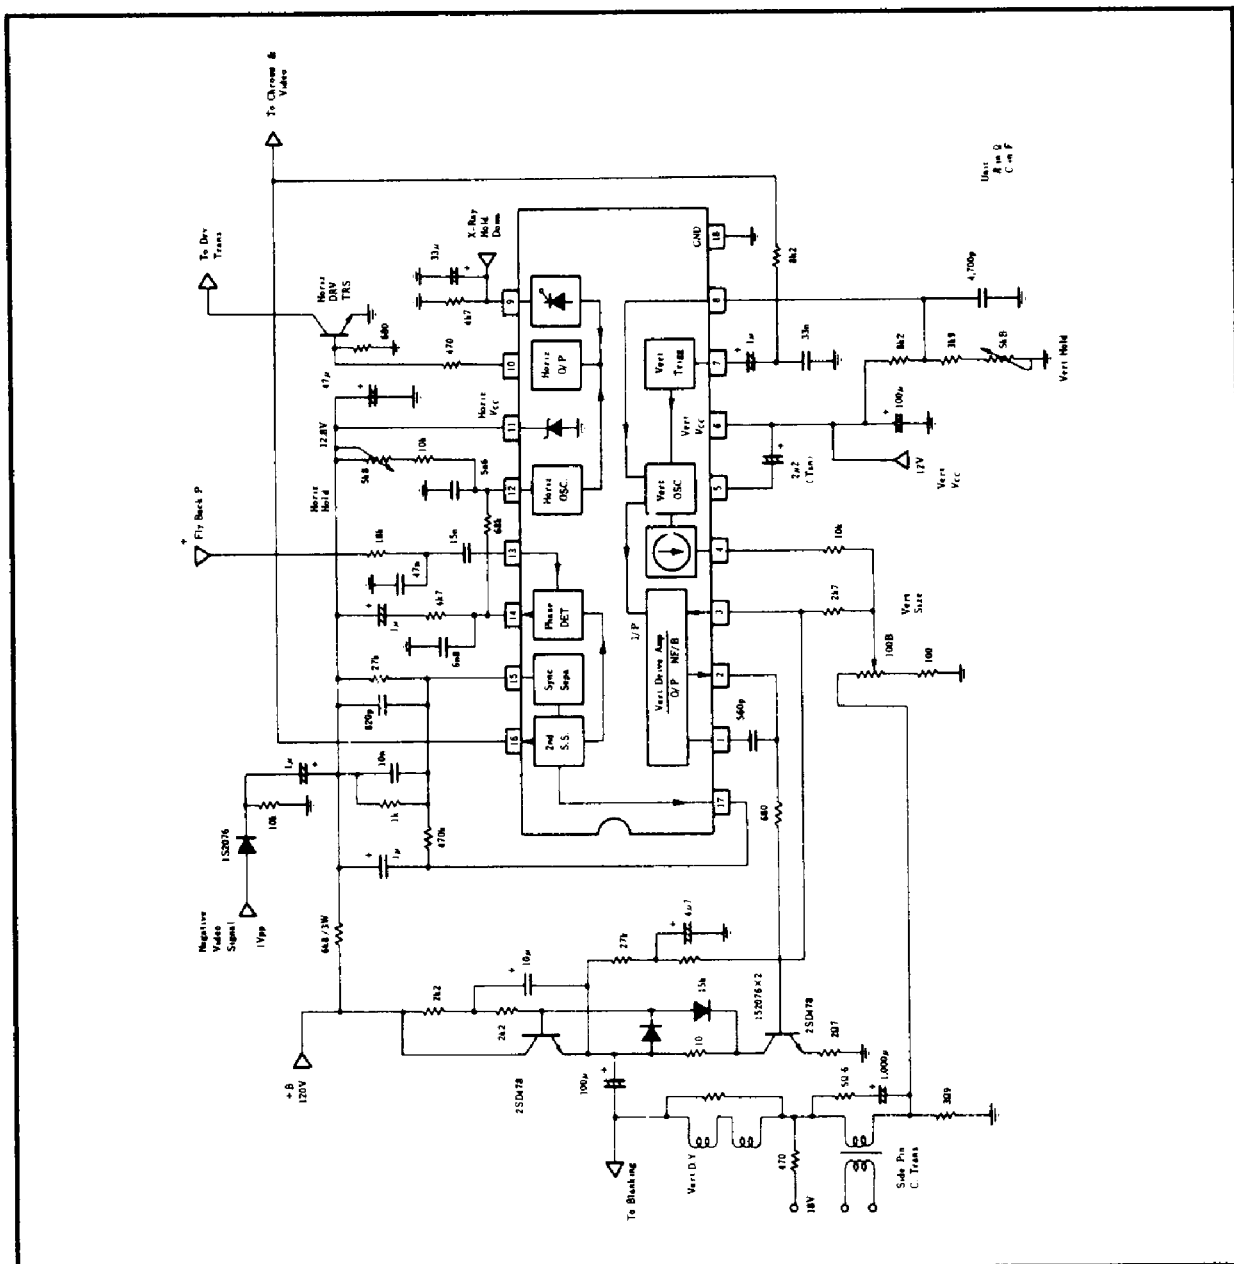 To Chroma &
Video
To Drv
Trans
Horiz
DRV
TRS
680
470
47μ
12.8V
5kB
10k
5n6
Horiz
Hold
Fly Back P
+
18k
15n
47n
1μ
4k7
6n8
68k
27k
820p
1μ
+
10n
1k
10k
470k
1μ
+
1S2076
Negative
Video
Signal
1Vpp
6k8/3W
33μ
+
4k7
X-Ray
Hold
Down
9
10
11
12
13
14
15
16
Horiz
Vcc
Horiz
O/P
Horiz
OSC.
Phase
DET
Sync
Sepa
2nd
S.S.
GND
Vert
Trigg
Vert
Vcc
Vert
OSC
I/P
Vert Drive Amp
O/P NF/B
18
8
7
6
5
4
3
2
1
17
8k2
1μ
+
33n
4,700p
8k2
3k9
5kB
Vert Hold
100μ
+
2μ2
(Tan)
+
12V
Vert
Vcc
10k
2k7
Vert
Size
100B
100
560p
680
Unit
R in Ω
C in F
+B
120V
2k2
2k2
10μ
+
27k
4μ7
+
15k
1S2076×2
10
2SD478
2SD478
2Ω7
100μ
+
To Blanking
Vert D.Y
470
18V
5Ω6
1,000μ
+
3Ω9
Side Pin
C. Trans